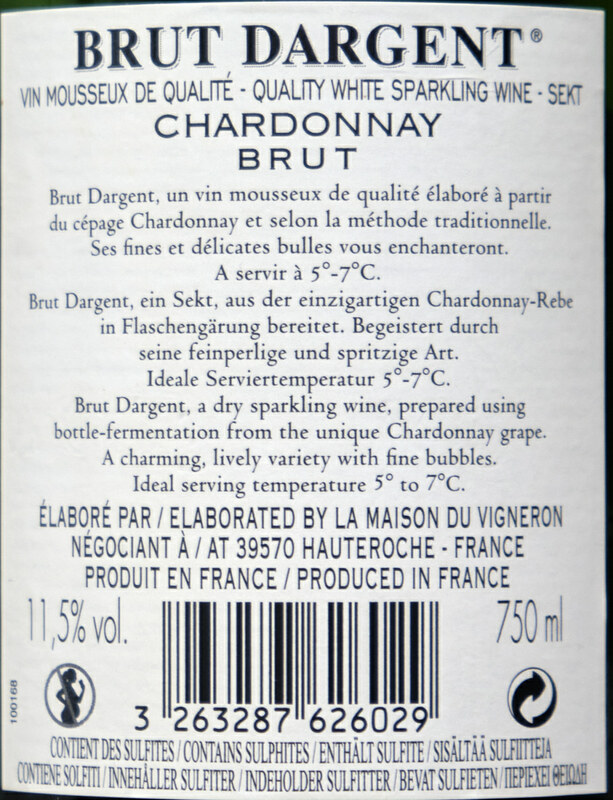 BRUT DARGENT®
VIN MOUSSEUX DE QUALITÉ - QUALITY WHITE SPARKLING WINE - SEKT
CHARDONNAY
BRUT
Brut Dargent, un vin mousseux de qualité élaboré à partir
du cépage Chardonnay et selon la méthode traditionnelle.
Ses fines et délicates bulles vous enchanteront.
A servir à 5°-7°C.
Brut Dargent, ein Sekt, aus der einzigartigen Chardonnay-Rebe
in Flaschengärung bereitet. Begeistert durch
seine feinperlige und spritzige Art.
Ideale Serviertemperatur 5°-7°C.
Brut Dargent, a dry sparkling wine, prepared using
bottle-fermentation from the unique Chardonnay grape.
A charming, lively variety with fine bubbles.
Ideal serving temperature 5° to 7°C.
ÉLABORÉ PAR / ELABORATED BY LA MAISON DU VIGNERON
NÉGOCIANT À / AT 39570 HAUTEROCHE - FRANCE
PRODUIT EN FRANCE / PRODUCED IN FRANCE
11,5% vol.
750 ml
100168
3 263287 626029
CONTIENT DES SULFITES / CONTAINS SULPHITES / ENTHÄLT SULFITE / SISÄLTÄÄ SULFIITTEJA
CONTIENE SOLFITI / INNEHÅLLER SULFITER / INDEHOLDER SULFITTER / BEVAT SULFIETEN / ΠΕΡΙΕΧΕΙ ΘΕΙΩΔΗ